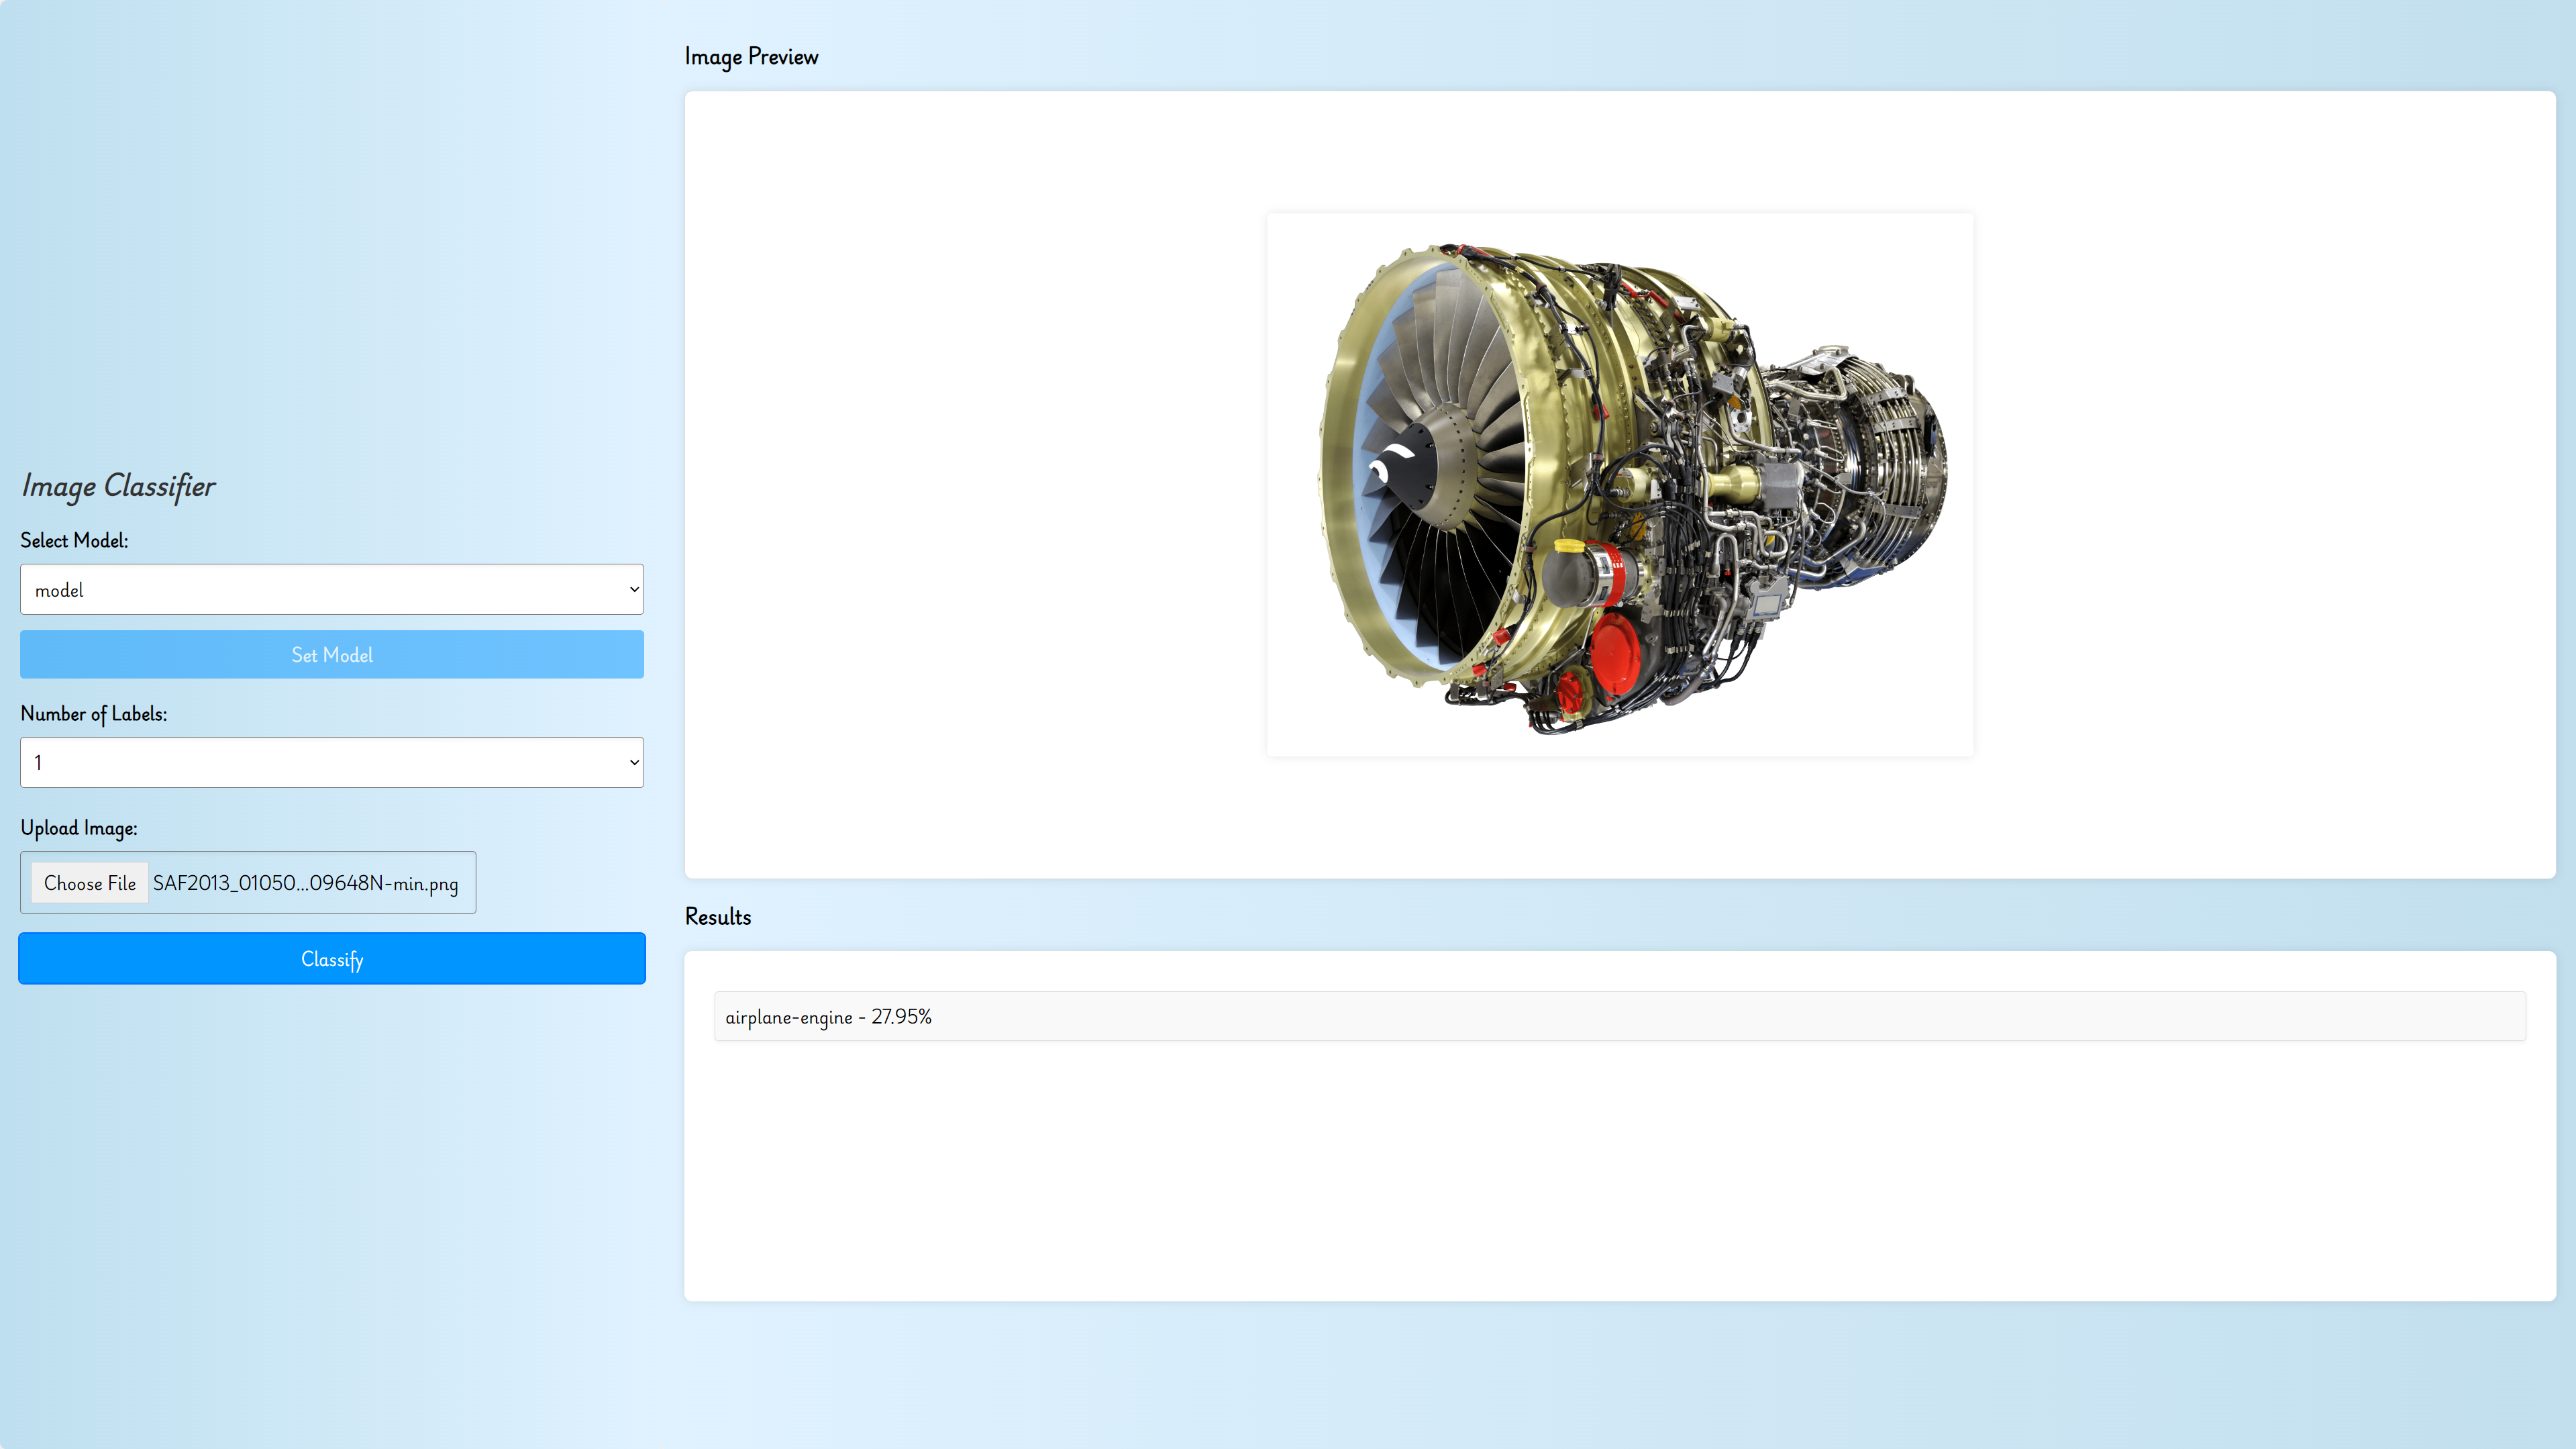 Image Preview
Image Classifier
Select Model:
model
Set Model
Number of Labels:
1
Upload Image:
Choose File SAF2013_01050...09648N-min.png
Classify
Results
airplane-engine - 27.95%